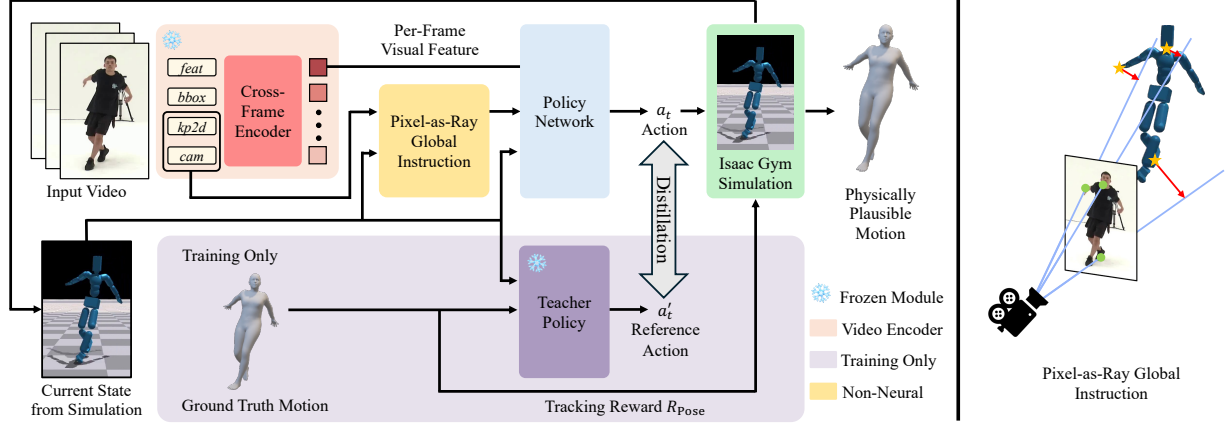 Input Video
feat
bbox
kp2d
cam
Cross-
Frame
Encoder
Per-Frame
Visual Feature
Pixel-as-Ray
Global
Instruction
Policy
Network
a_t
Action
Distillation
Isaac Gym
Simulation
Physically
Plausible
Motion
Current State
from Simulation
Training Only
Ground Truth Motion
Teacher
Policy
a'_t
Reference
Action
Tracking Reward R_Pose
Frozen Module
Video Encoder
Training Only
Non-Neural
Pixel-as-Ray Global
Instruction